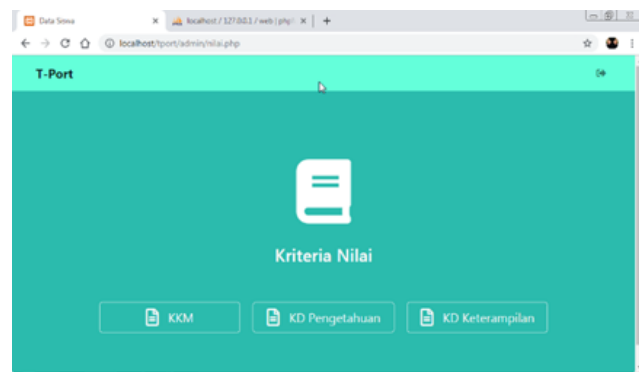 Data Siswa
localhost / 127.0.0.1 / web | php
localhost/tport/admin/nilai.php
T-Port
Kriteria Nilai
KKM
KD Pengetahuan
KD Keterampilan